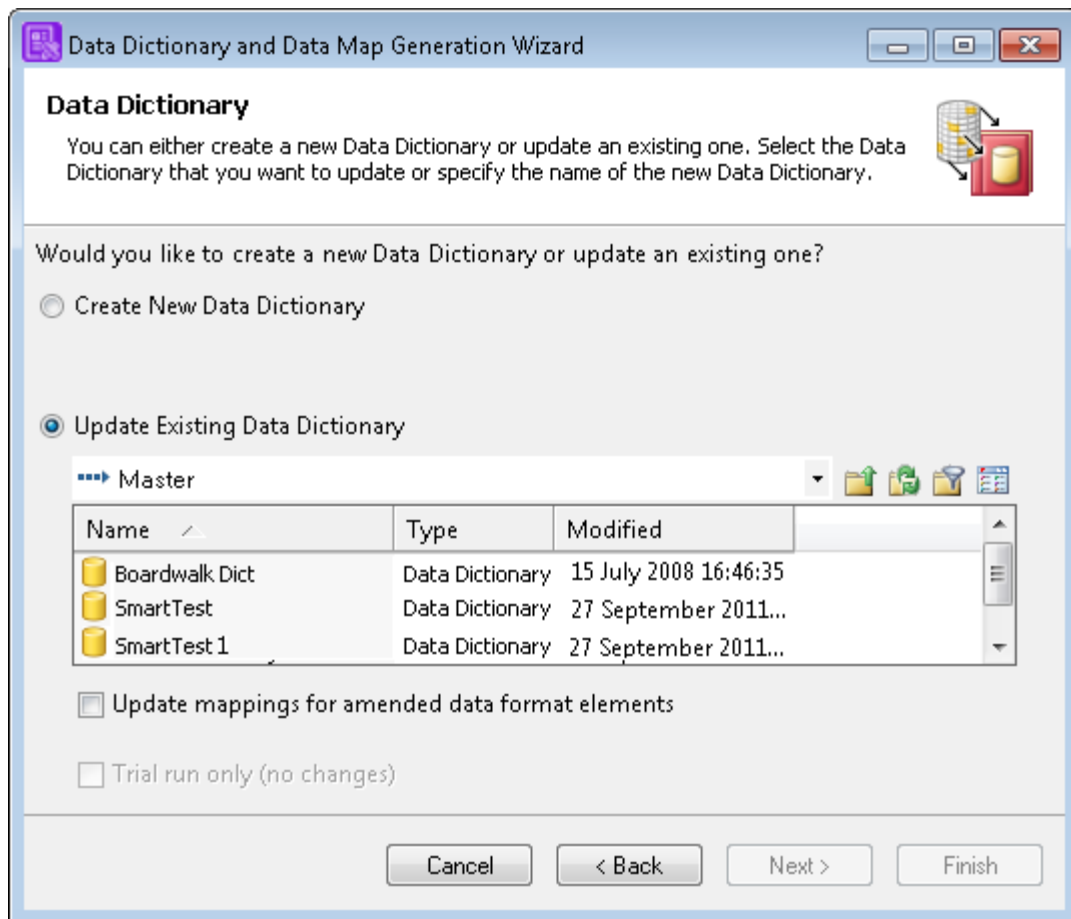 Data Dictionary and Data Map Generation Wizard
Data Dictionary
You can either create a new Data Dictionary or update an existing one. Select the Data
Dictionary that you want to update or specify the name of the new Data Dictionary.
Would you like to create a new Data Dictionary or update an existing one?
Create New Data Dictionary
Update Existing Data Dictionary
Master
Name Type Modified
Boardwalk Dict Data Dictionary 15 July 2008 16:46:35
SmartTest Data Dictionary 27 September 2011...
SmartTest 1 Data Dictionary 27 September 2011...
Update mappings for amended data format elements
Trial run only (no changes)
Cancel < Back Next > Finish